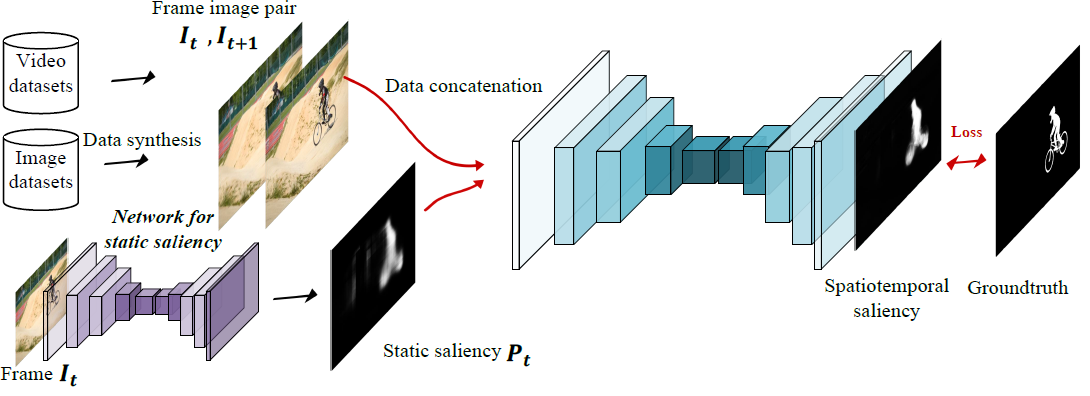 Frame image pair
I_t , I_{t+1}
Video
datasets
Data concatenation
Data synthesis
Image
datasets
Loss
Network for
static saliency
Spatiotemporal
saliency
Groundtruth
Static saliency P_t
Frame I_t